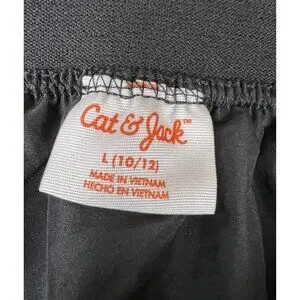 Cat & Jack™
L (10/12)
MADE IN VIETNAM
HECHO EN VIETNAM